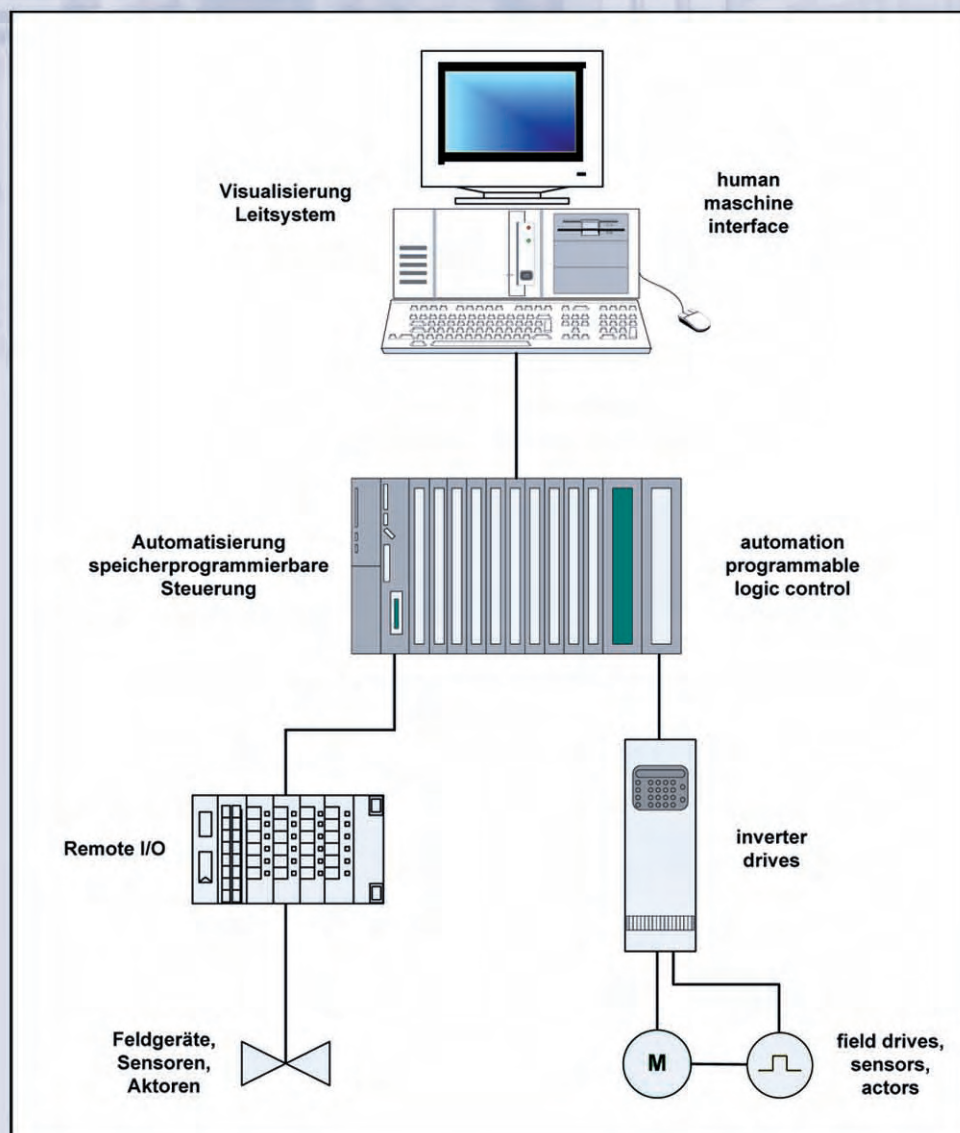 Visualisierung
Leitsystem
human
maschine
interface
Automatisierung
speicherprogrammierbare
Steuerung
automation
programmable
logic control
Remote I/O
inverter
drives
Feldgeräte,
Sensoren,
Aktoren
M
field drives,
sensors,
actors